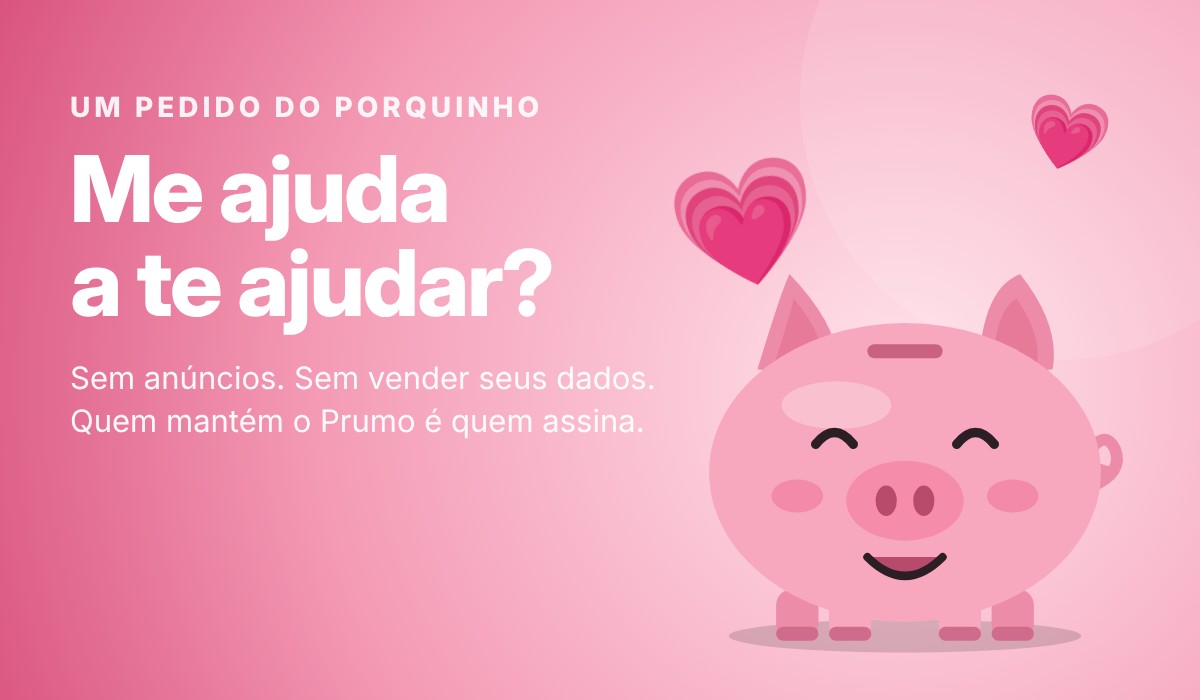 UM PEDIDO DO PORQUINHO
Me ajuda
a te ajudar?
Sem anúncios. Sem vender seus dados.
Quem mantém o Prumo é quem assina.